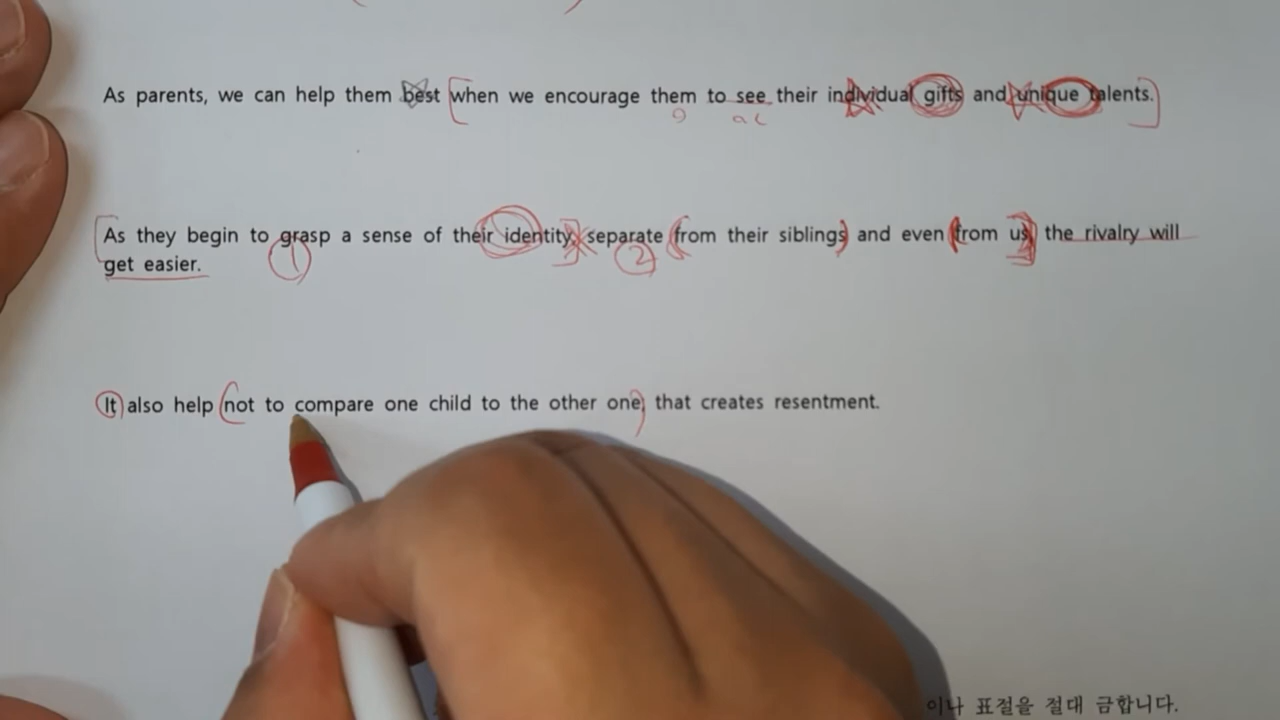 As parents, we can help them best when we encourage them to see their individual gifts and unique talents.
As they begin to grasp a sense of their identity, separate from their siblings and even from us, the rivalry will
get easier.
1
2
It also help not to compare one child to the other one, that creates resentment.
이나 표절을 절대 금합니다.